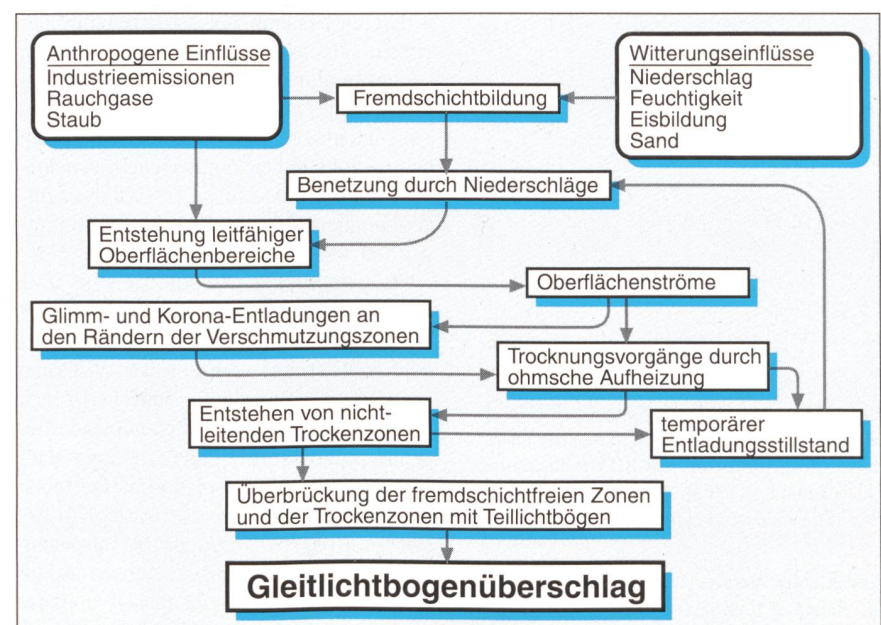 Anthropogene Einflüsse
Industrieemissionen
Rauchgase
Staub
Witterungseinflüsse
Niederschlag
Feuchtigkeit
Eisbildung
Sand
Fremdschichtbildung
Benetzung durch Niederschläge
Entstehung leitfähiger
Oberflächenbereiche
Oberflächenströme
Glimm- und Korona-Entladungen an
den Rändern der Verschmutzungszonen
Trocknungsvorgänge durch
ohmsche Aufheizung
Entstehen von nicht-
leitenden Trockenzonen
temporärer
Entladungsstillstand
Überbrückung der fremdschichtfreien Zonen
und der Trockenzonen mit Teillichtbögen
Gleitlichtbogenüberschlag